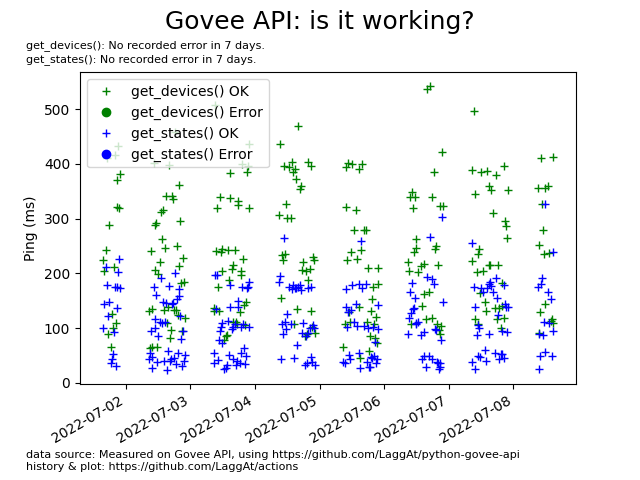 Govee API: is it working?
get_devices(): No recorded error in 7 days.
get_states(): No recorded error in 7 days.
get_devices() OK
get_devices() Error
get_states() OK
get_states() Error
Ping (ms)
500
400
300
200
100
0
2022-07-02
2022-07-03
2022-07-04
2022-07-05
2022-07-06
2022-07-07
2022-07-08
data source: Measured on Govee API, using https://github.com/LaggAt/python-govee-api
history & plot: https://github.com/LaggAt/actions